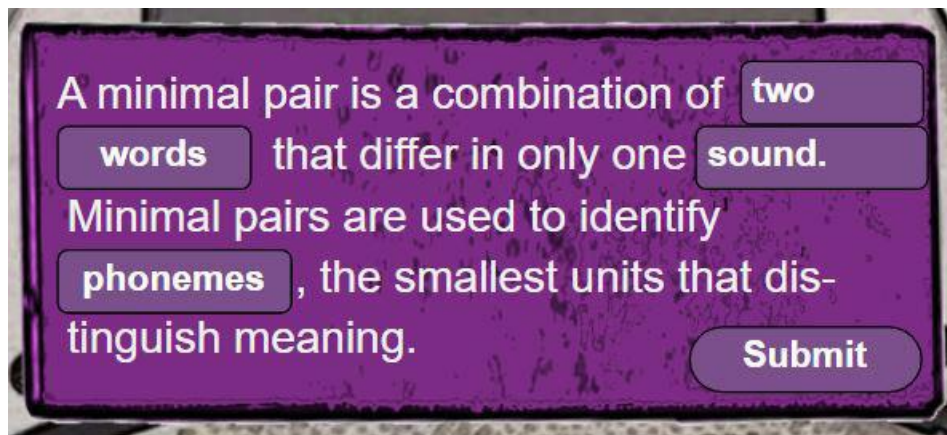 A minimal pair is a combination of two
words that differ in only one sound.
Minimal pairs are used to identify
phonemes, the smallest units that dis-
tinguish meaning.
Submit